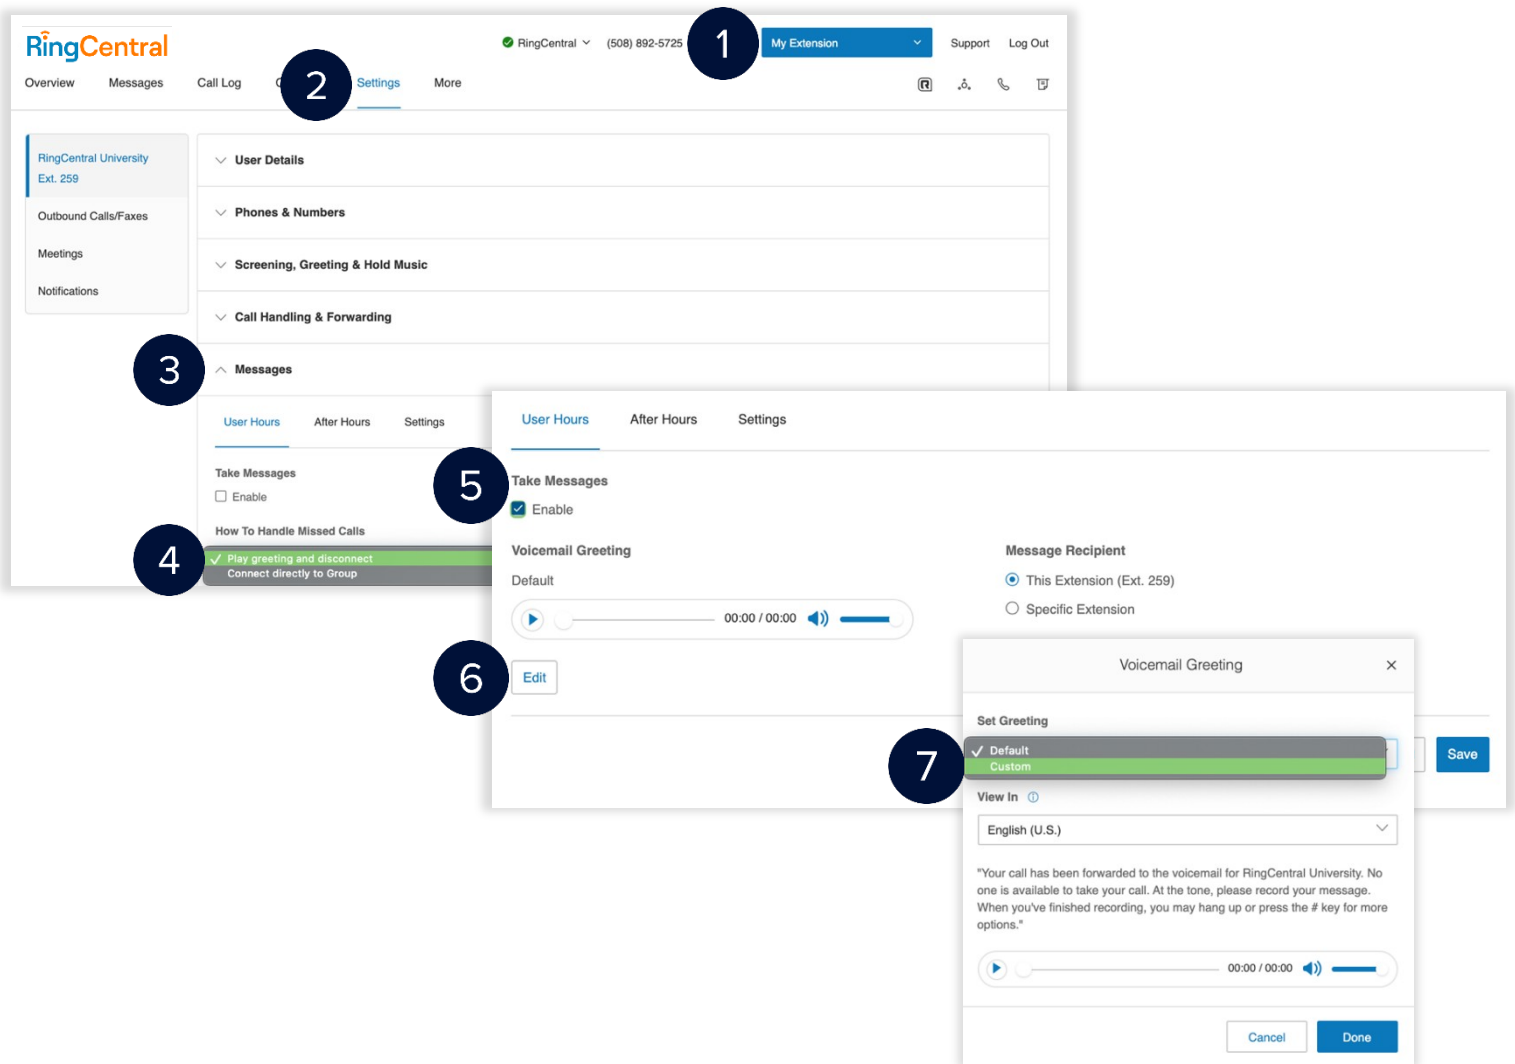 RingCentral
RingCentral
(508) 892-5725
1
My Extension
Support
Log Out
Overview
Messages
Call Log
2
Settings
More
RingCentral University
Ext. 259
Outbound Calls/Faxes
Meetings
Notifications
User Details
Phones & Numbers
Screening, Greeting & Hold Music
Call Handling & Forwarding
3
Messages
User Hours
After Hours
Settings
Take Messages
Enable
How To Handle Missed Calls
4
Play greeting and disconnect
Connect directly to Group
User Hours
After Hours
Settings
5
Take Messages
Enable
Voicemail Greeting
Default
00:00 / 00:00
Message Recipient
This Extension (Ext. 259)
Specific Extension
6
Edit
Save
Voicemail Greeting
Set Greeting
7
Default
Custom
View In
English (U.S.)
"Your call has been forwarded to the voicemail for RingCentral University. No
one is available to take your call. At the tone, please record your message.
When you've finished recording, you may hang up or press the # key for more
options."
00:00 / 00:00
Cancel
Done